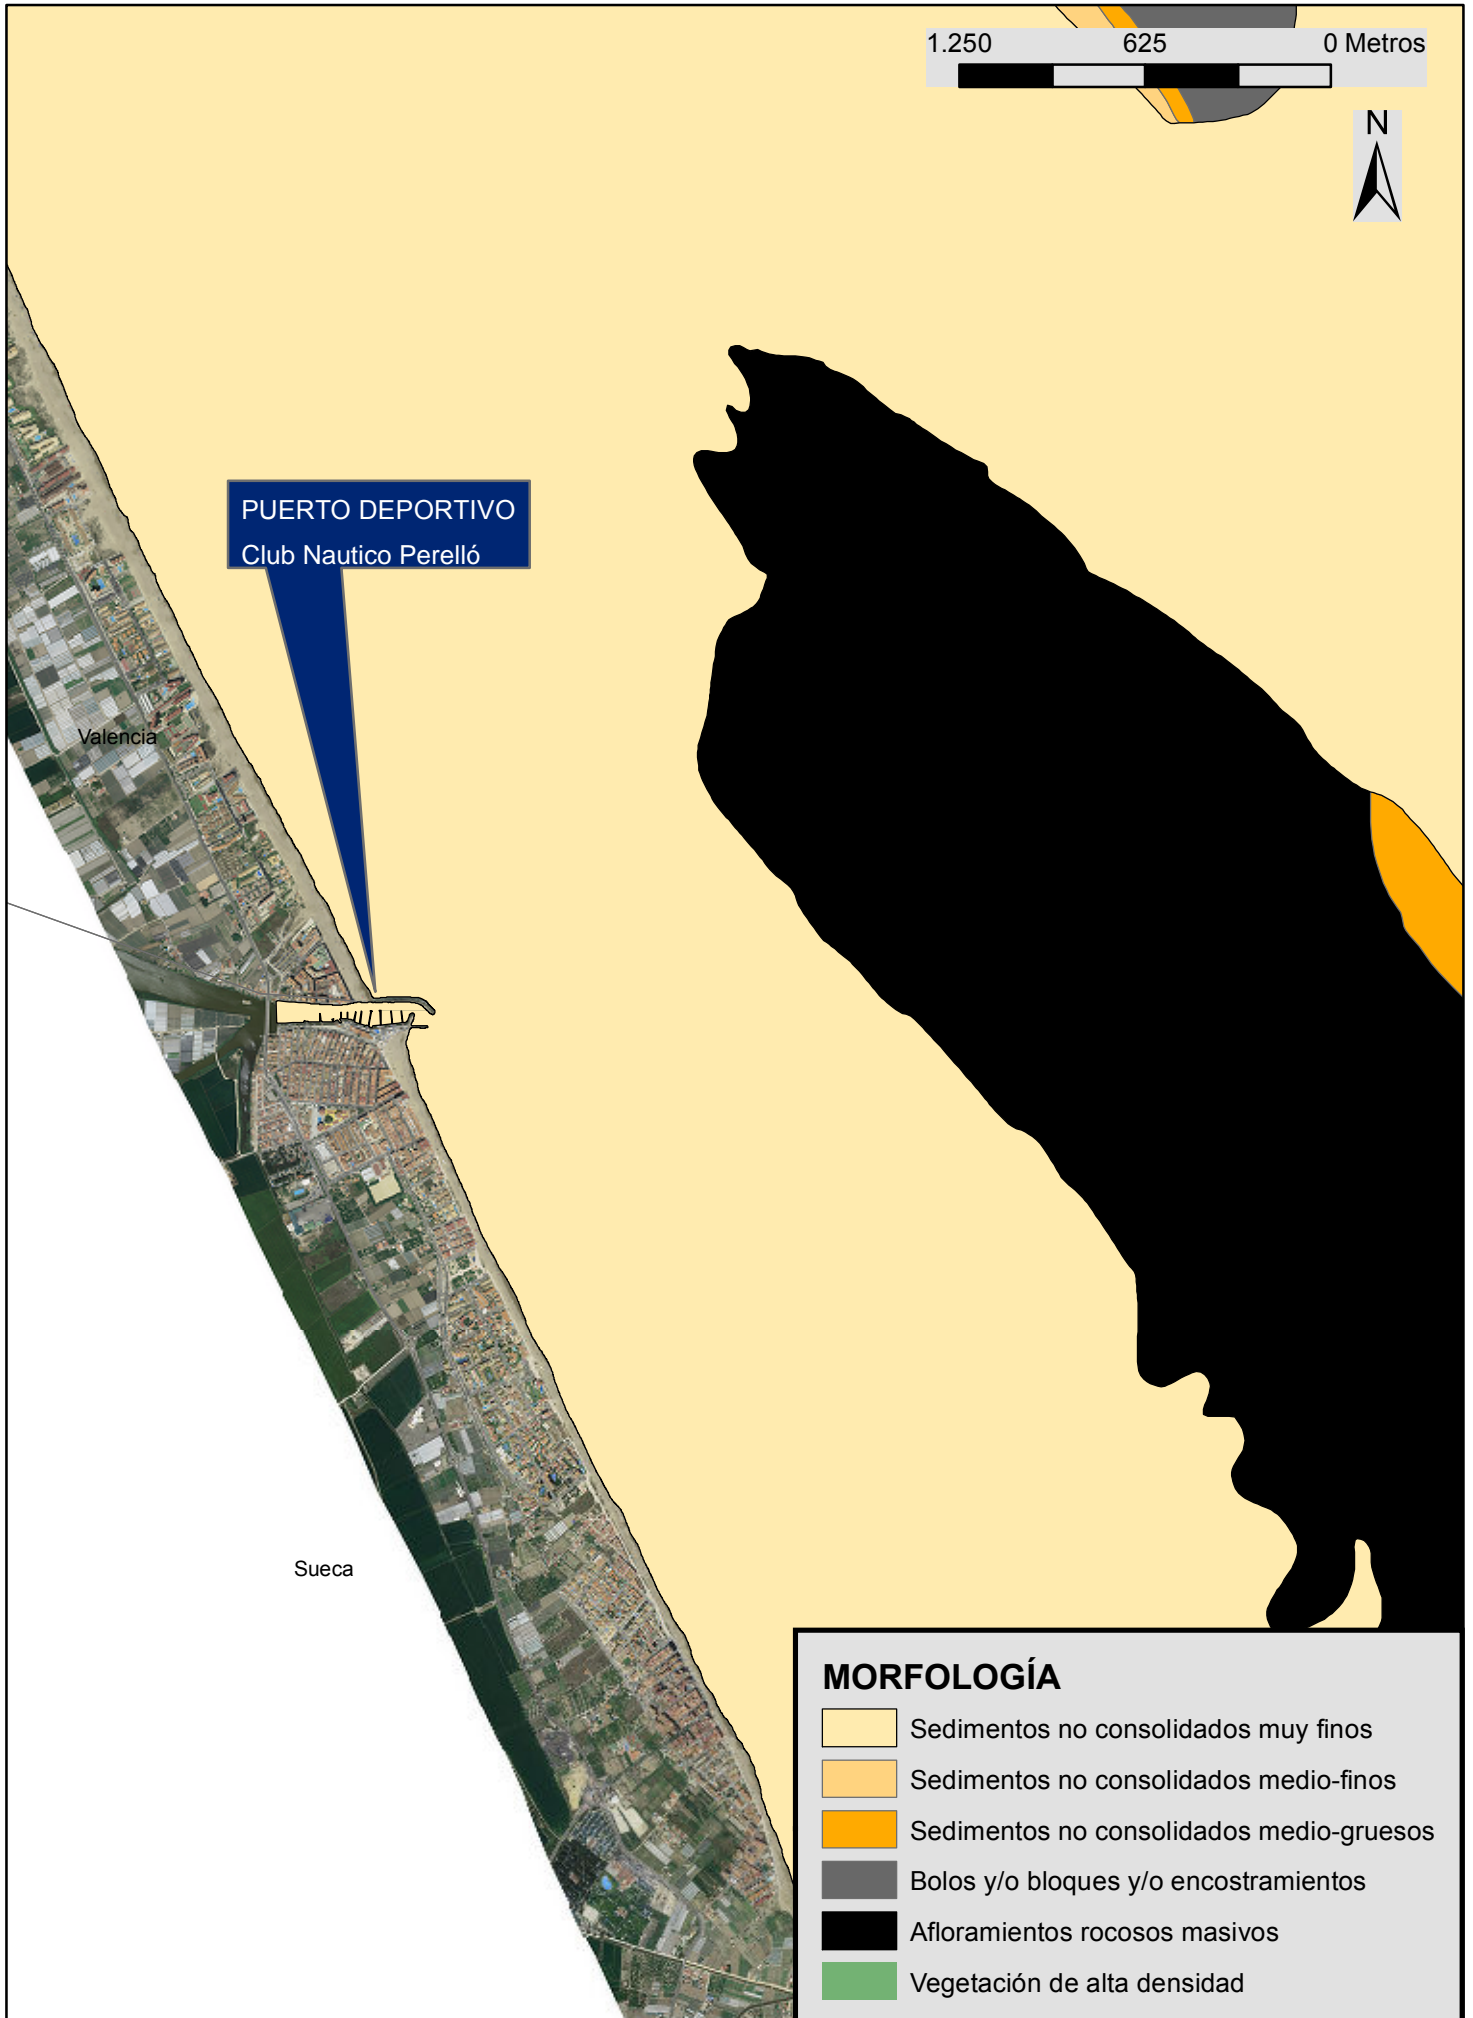 1.250 625 0 Metros
N
PUERTO DEPORTIVO
Club Nautico Perelló
Valencia
Sueca
MORFOLOGÍA
Sedimentos no consolidados muy finos
Sedimentos no consolidados medio-finos
Sedimentos no consolidados medio-gruesos
Bolos y/o bloques y/o encostramientos
Afloramientos rocosos masivos
Vegetación de alta densidad